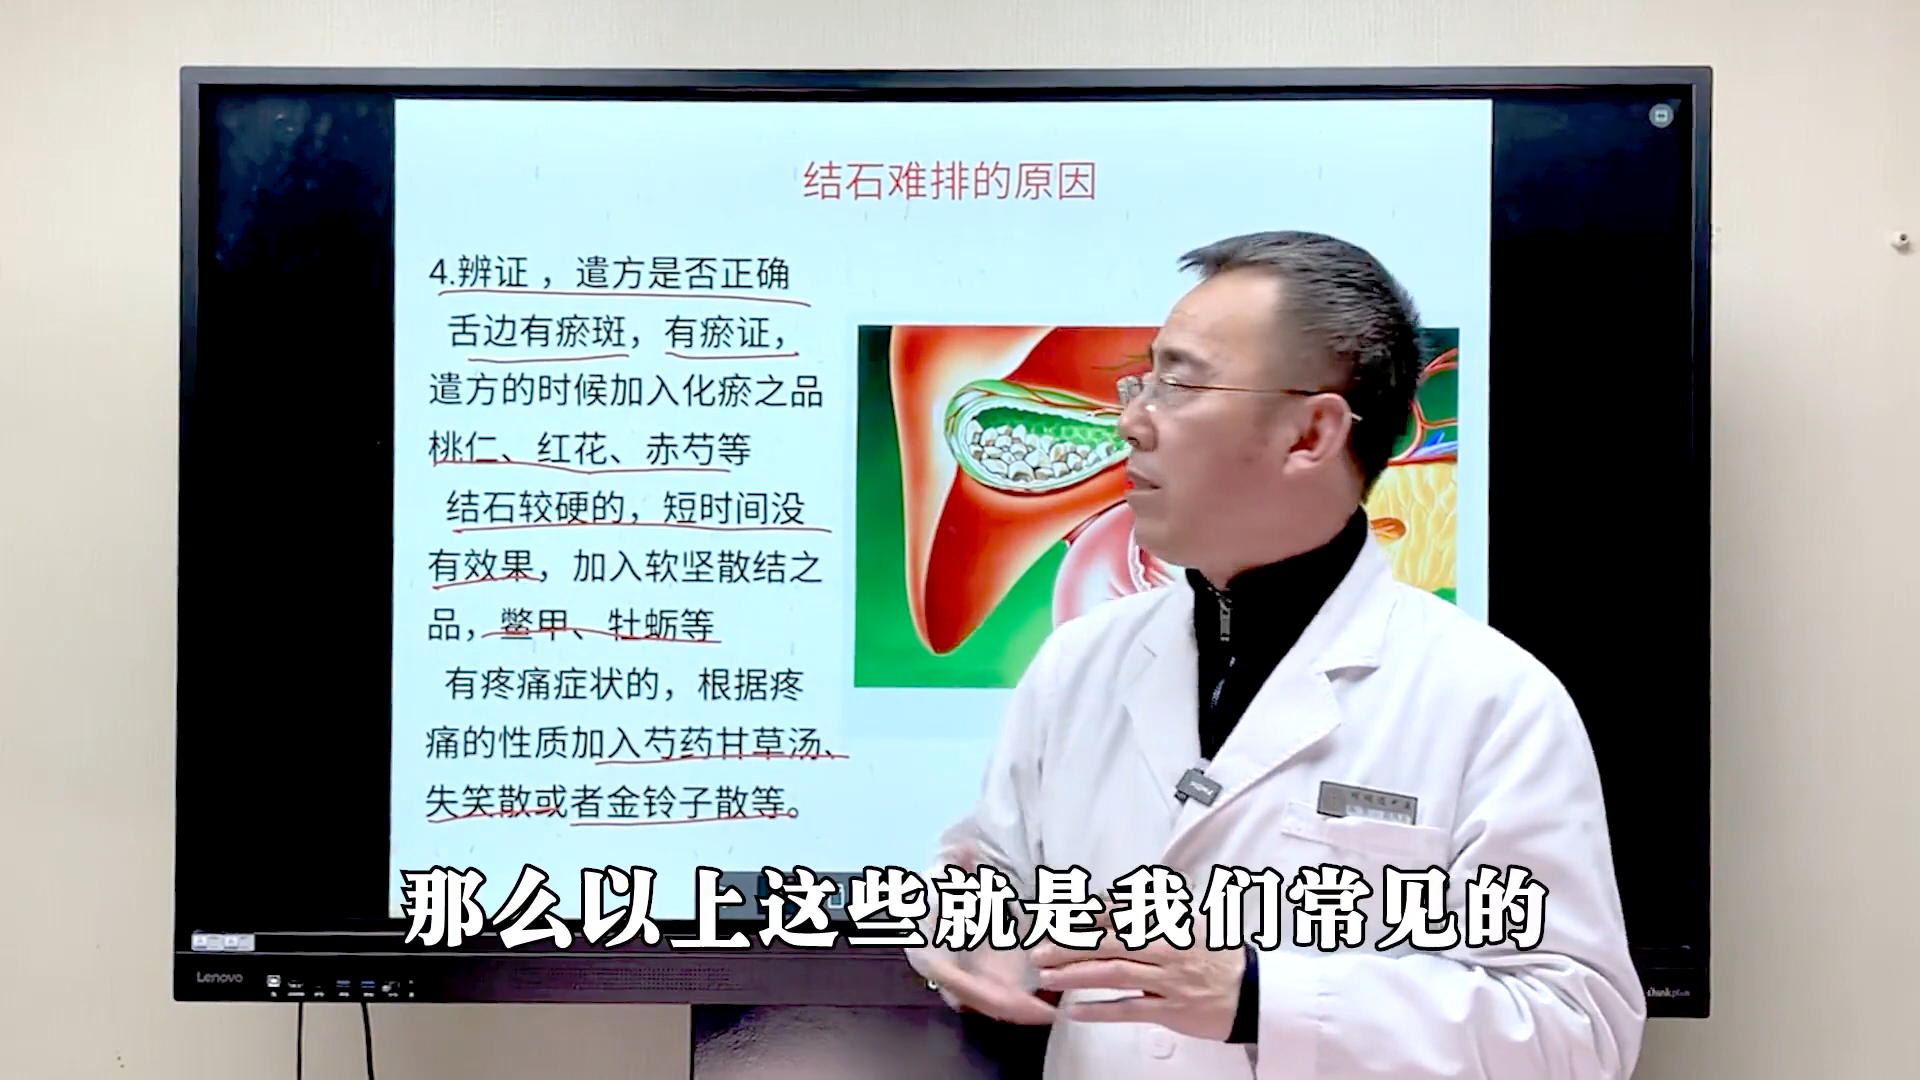 结石难排的原因
4.辨证，遣方是否正确
舌边有瘀斑，有瘀证，
遣方的时候加入化瘀之品
桃仁、红花、赤芍等
结石较硬的，短时间没
有效果，加入软坚散结之
品，鳖甲、牡蛎等
有疼痛症状的，根据疼
痛的性质加入芍药甘草汤、
失笑散或者金铃子散等。
那么以上这些就是我们常见的
Lenovo